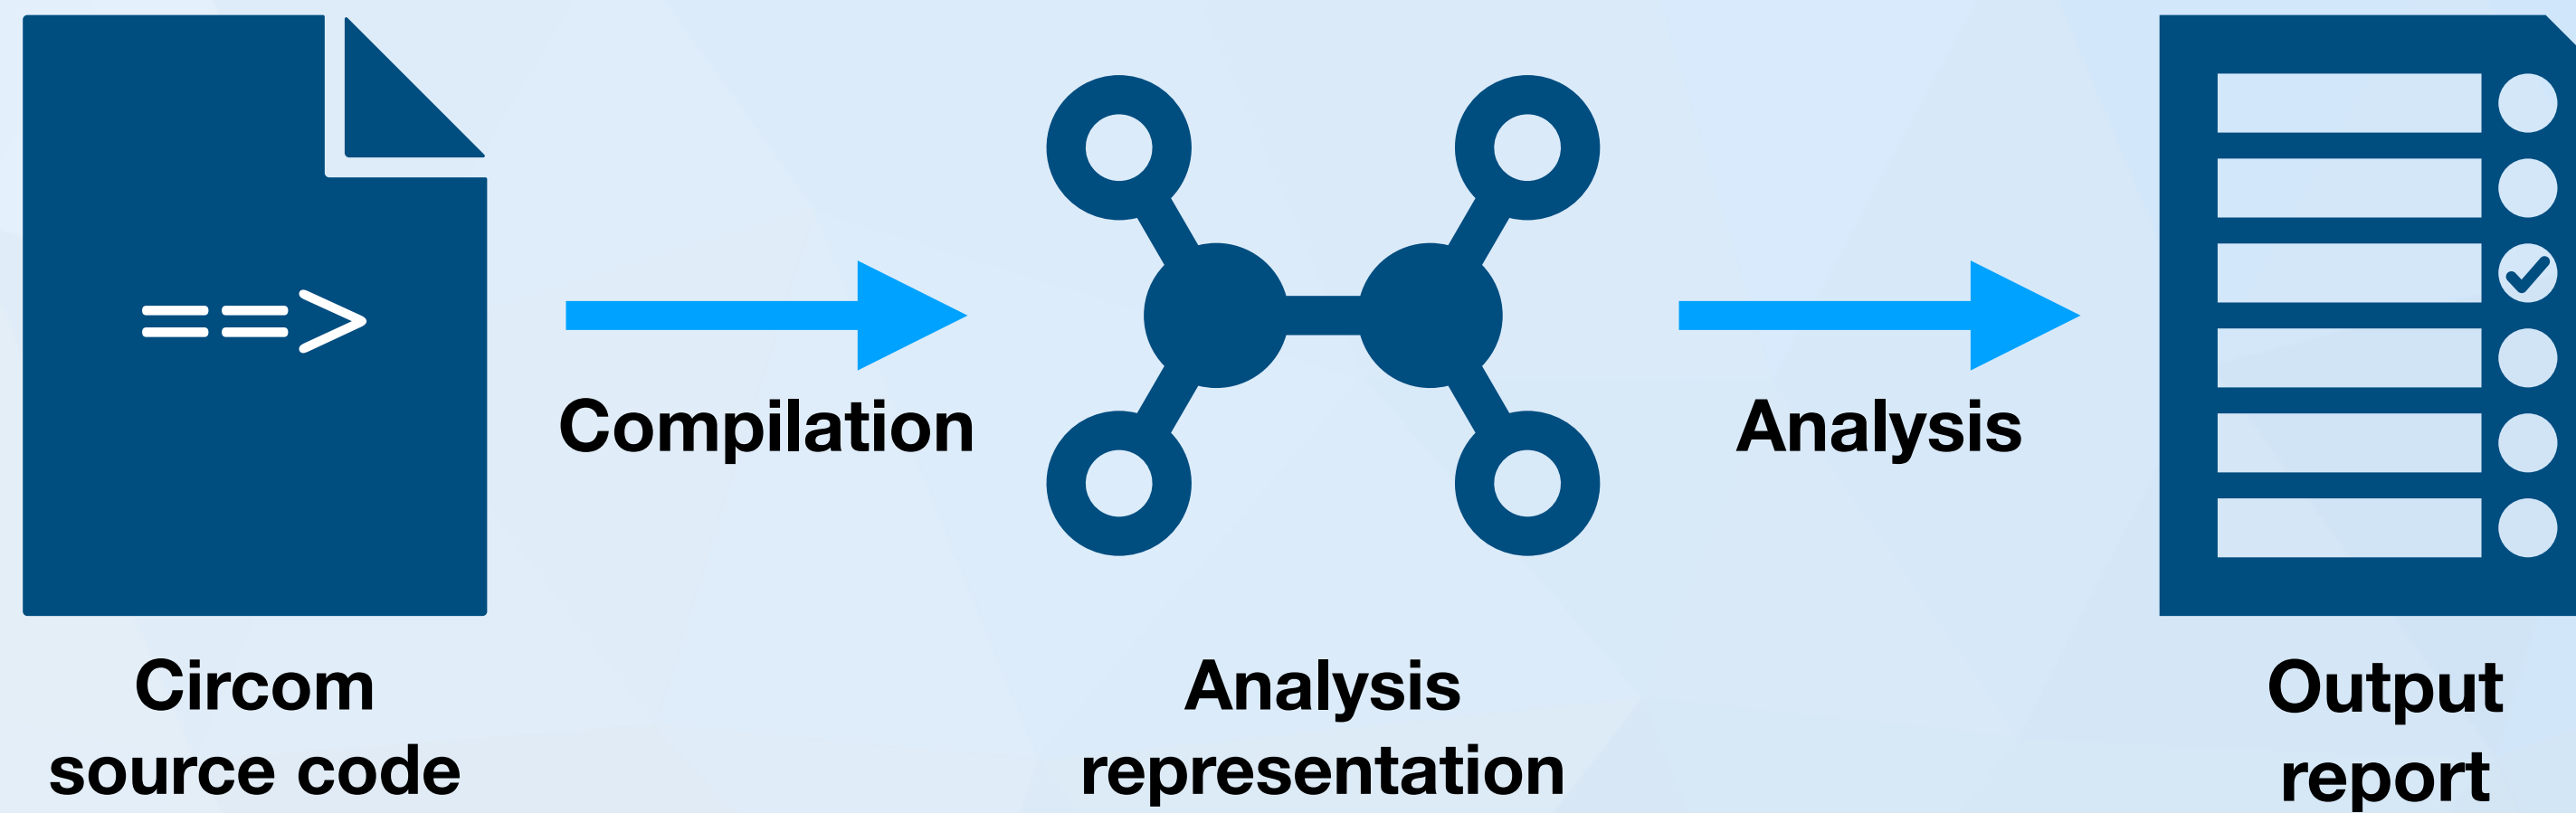 ==>
Compilation
Analysis
Circom
source code
Analysis
representation
Output
report